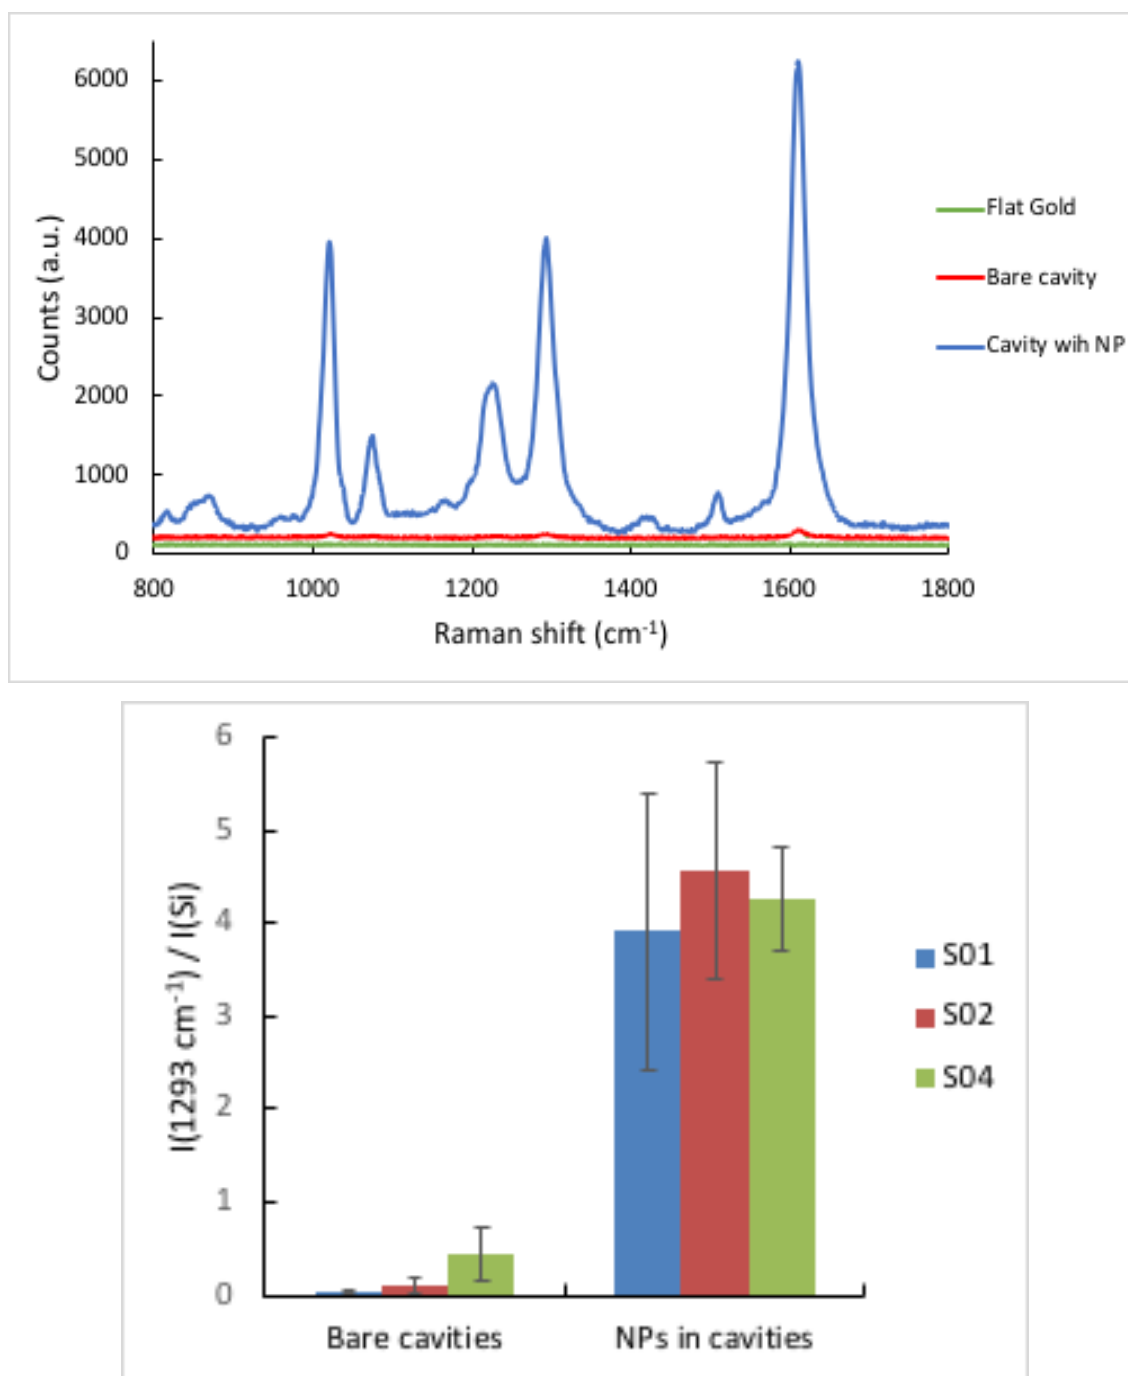 6000
5000
4000
3000
2000
1000
0
Counts (a.u.)
800 1000 1200 1400 1600 1800
Raman shift (cm⁻¹)
Flat Gold
Bare cavity
Cavity wih NP
6
5
4
3
2
1
0
I(1293 cm⁻¹) / I(Si)
Bare cavities NPs in cavities
S01
S02
S04